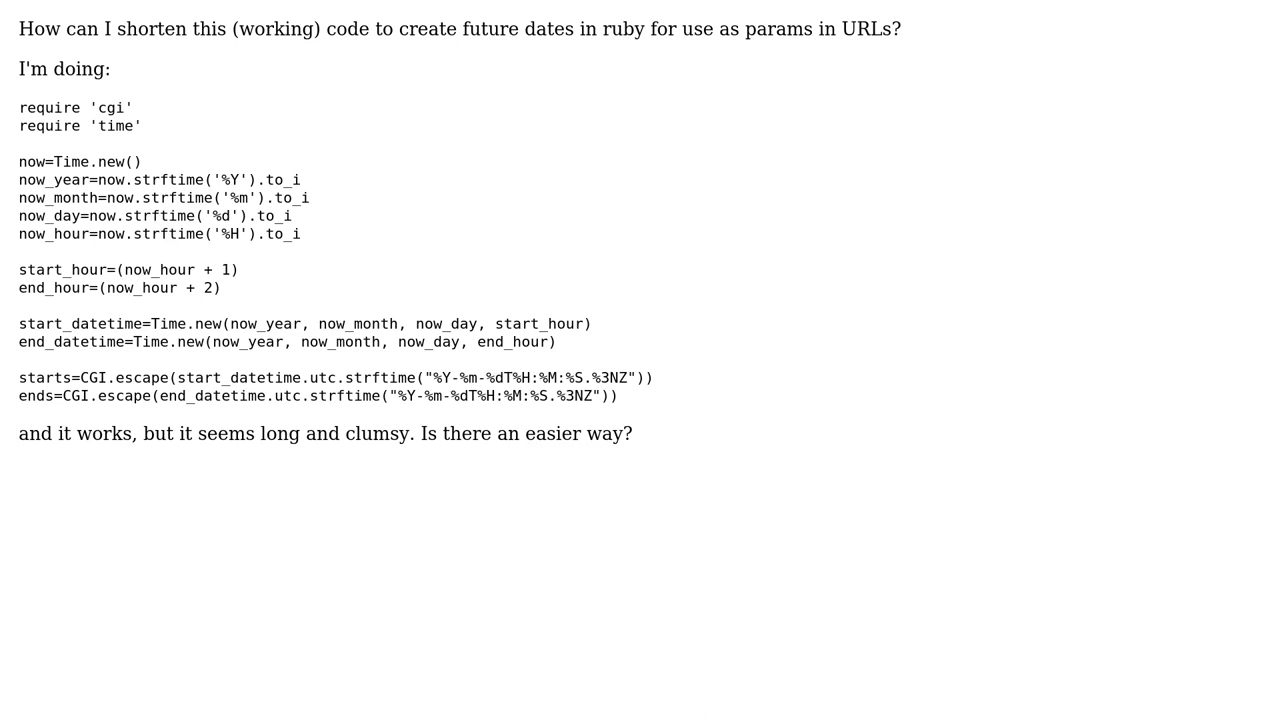 How can I shorten this (working) code to create future dates in ruby for use as params in URLs?
I'm doing:
require 'cgi'
require 'time'
now=Time.new()
now_year=now.strftime('%Y').to_i
now_month=now.strftime('%m').to_i
now_day=now.strftime('%d').to_i
now_hour=now.strftime('%H').to_i
start_hour=(now_hour + 1)
end_hour=(now_hour + 2)
start_datetime=Time.new(now_year, now_month, now_day, start_hour)
end_datetime=Time.new(now_year, now_month, now_day, end_hour)
starts=CGI.escape(start_datetime.utc.strftime("%Y-%m-%dT%H:%M:%S.%3NZ"))
ends=CGI.escape(end_datetime.utc.strftime("%Y-%m-%dT%H:%M:%S.%3NZ"))
and it works, but it seems long and clumsy. Is there an easier way?